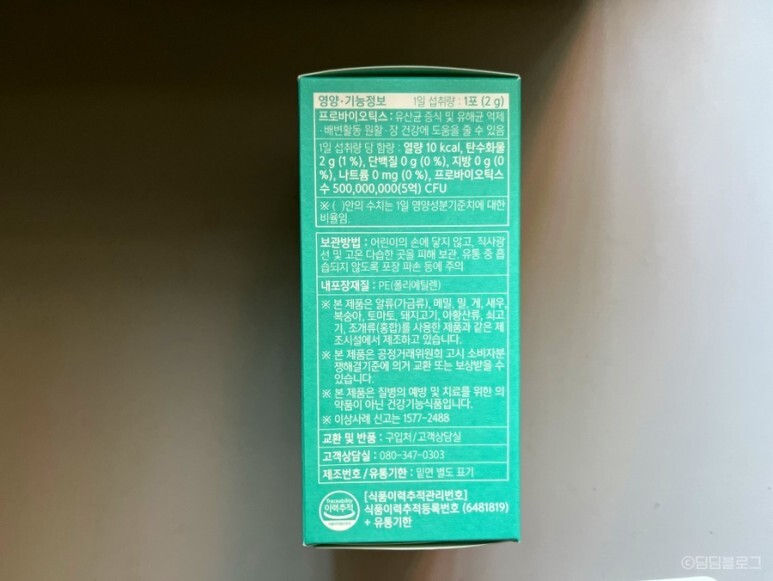 영양·기능정보 1일 섭취량 : 1포 (2 g)
프로바이오틱스 : 유산균 증식 및 유해균 억제
·배변활동 원활·장 건강에 도움을 줄 수 있음
1일 섭취량 당 함량 : 열량 10 kcal, 탄수화물
2 g (1 %), 단백질 0 g (0 %), 지방 0 g (0
%), 나트륨 0 mg (0 %), 프로바이오틱스
수 500,000,000(5억) CFU
※ ( )안의 수치는 1일 영양성분기준치에 대한
비율임.
보관방법 : 어린이의 손에 닿지 않고, 직사광
선 및 고온 다습한 곳을 피해 보관. 유통 중 흡
습되지 않도록 포장 파손 등에 주의
내포장재질 : PE(폴리에틸렌)
※ 본 제품은 알류(가금류), 메밀, 밀, 게, 새우,
복숭아, 토마토, 돼지고기, 아황산류, 쇠고
기, 조개류(홍합)를 사용한 제품과 같은 제
조시설에서 제조하고 있습니다.
※ 본 제품은 공정거래위원회 고시 소비자분
쟁해결기준에 의거 교환 또는 보상받을 수
있습니다.
※ 본 제품은 질병의 예방 및 치료를 위한 의
약품이 아닌 건강기능식품입니다.
※ 이상사례 신고는 1577-2488
교환 및 반품 : 구입처/고객상담실
고객상담실 : 080-347-0303
제조번호/유통기한 : 밑면 별도 표기
Traceability
이력추적
[식품이력추적관리번호]
식품이력추적등록번호 (6481819)
+ 유통기한
©딤딤블로그